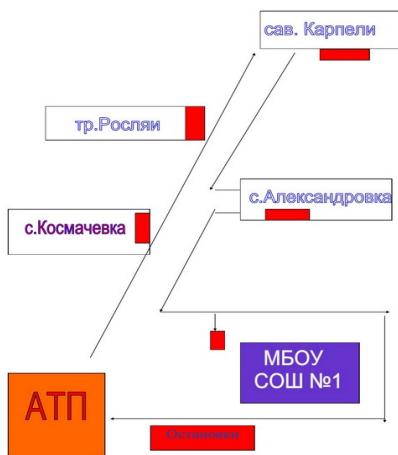 сав. Карпели
тр.Росляи
с.Александровка
с.Космачевка
МБОУ
СОШ №1
АТП
Остановки